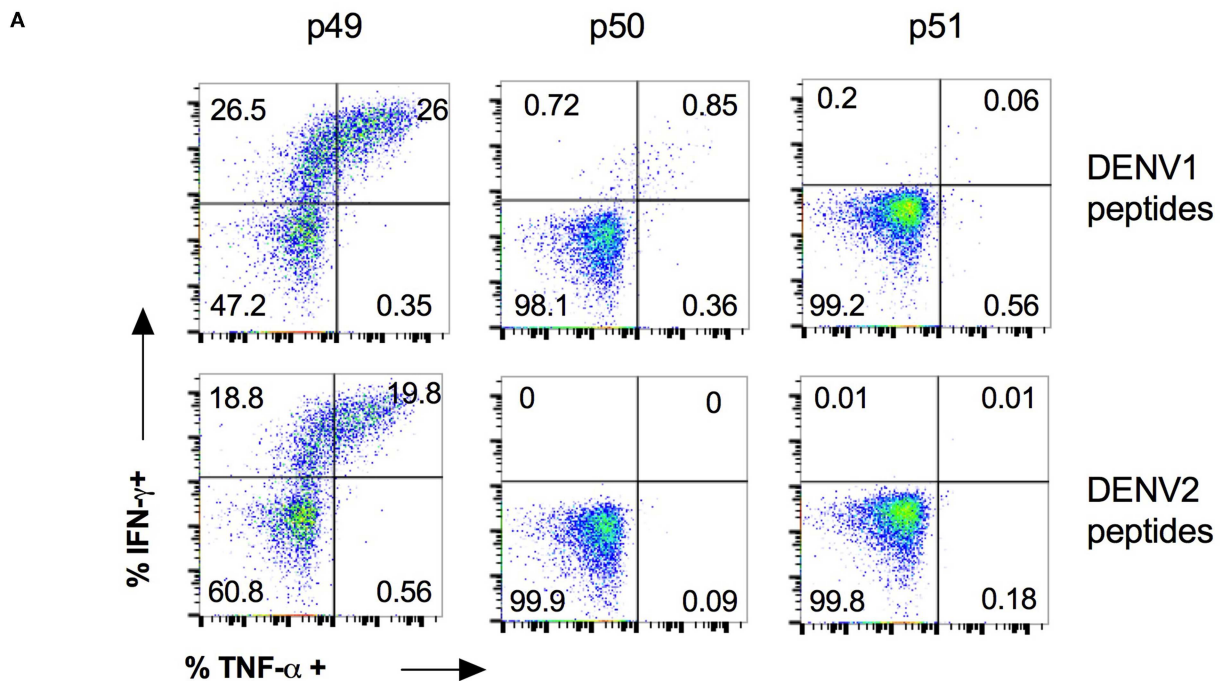 A
p49 p50 p51
26.5 26 0.72 0.85 0.2 0.06
DENV1
peptides
47.2 0.35 98.1 0.36 99.2 0.56
18.8 19.8 0 0 0.01 0.01
DENV2
peptides
60.8 0.56 99.9 0.09 99.8 0.18
% IFN-γ+
% TNF-α +